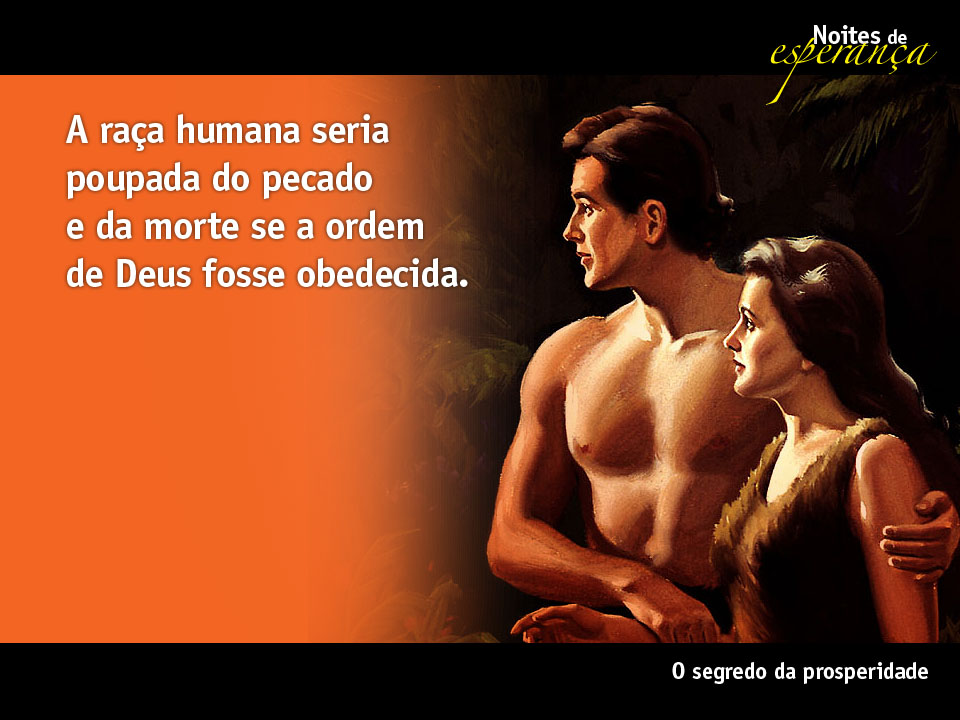 Noites de
esperança
A raça humana seria
poupada do pecado
e da morte se a ordem
de Deus fosse obedecida.
O segredo da prosperidade